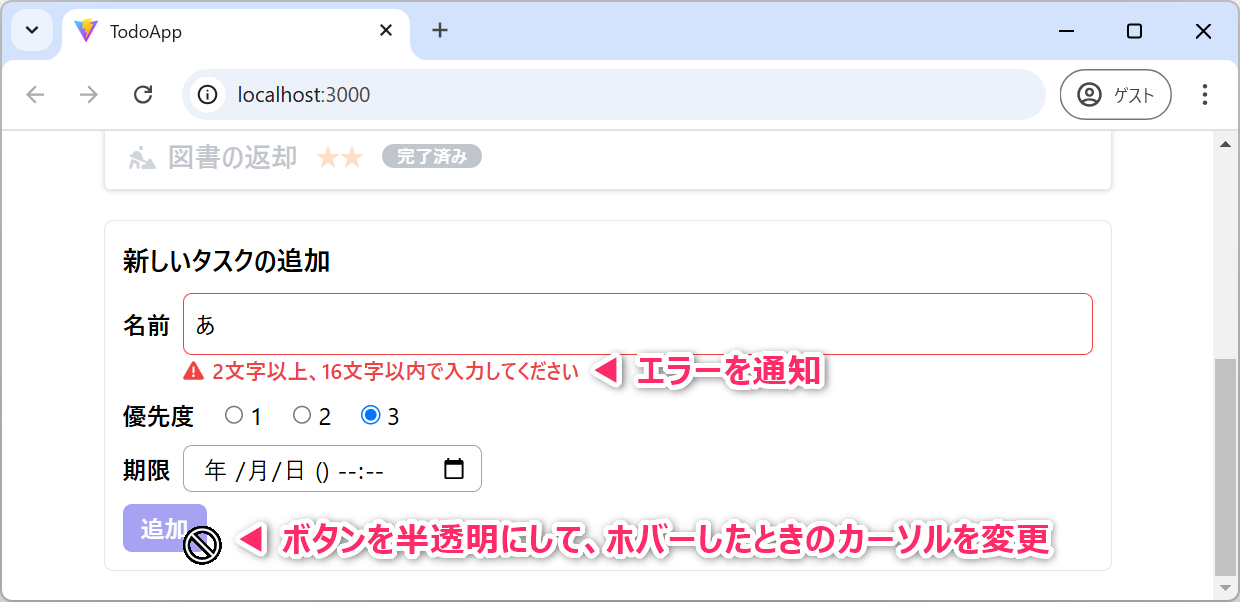 TodoApp
localhost:3000
ゲスト
図書の返却 ★★ 完了済み
新しいタスクの追加
名前 あ
2文字以上、16文字以内で入力してください エラーを通知
優先度 1 2 3
期限 年 /月/日 () --:--
追加 ボタンを半透明にして、ホバーしたときのカーソルを変更